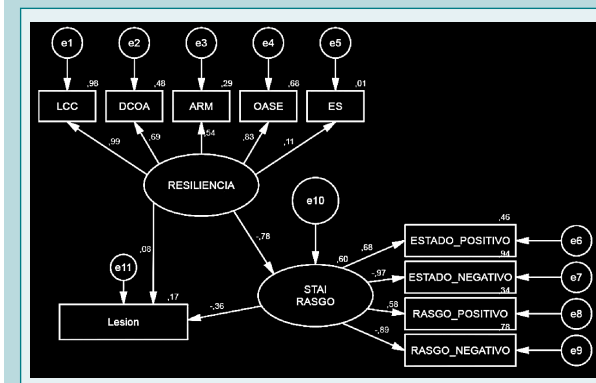 e1
e2
e3
e4
e5
,98
,48
,29
,68
,01
LCC
DCOA
ARM
OASE
ES
,99
,69
,54
,83
,11
RESILIENCIA
e10
-,78
,08
,60
,68
-,97
,58
-,89
,46
ESTADO_POSITIVO
e6
,94
ESTADO_NEGATIVO
e7
,34
RASGO_POSITIVO
e8
,78
RASGO_NEGATIVO
e9
STAI
RASGO
e11
,17
-,36
Lesion